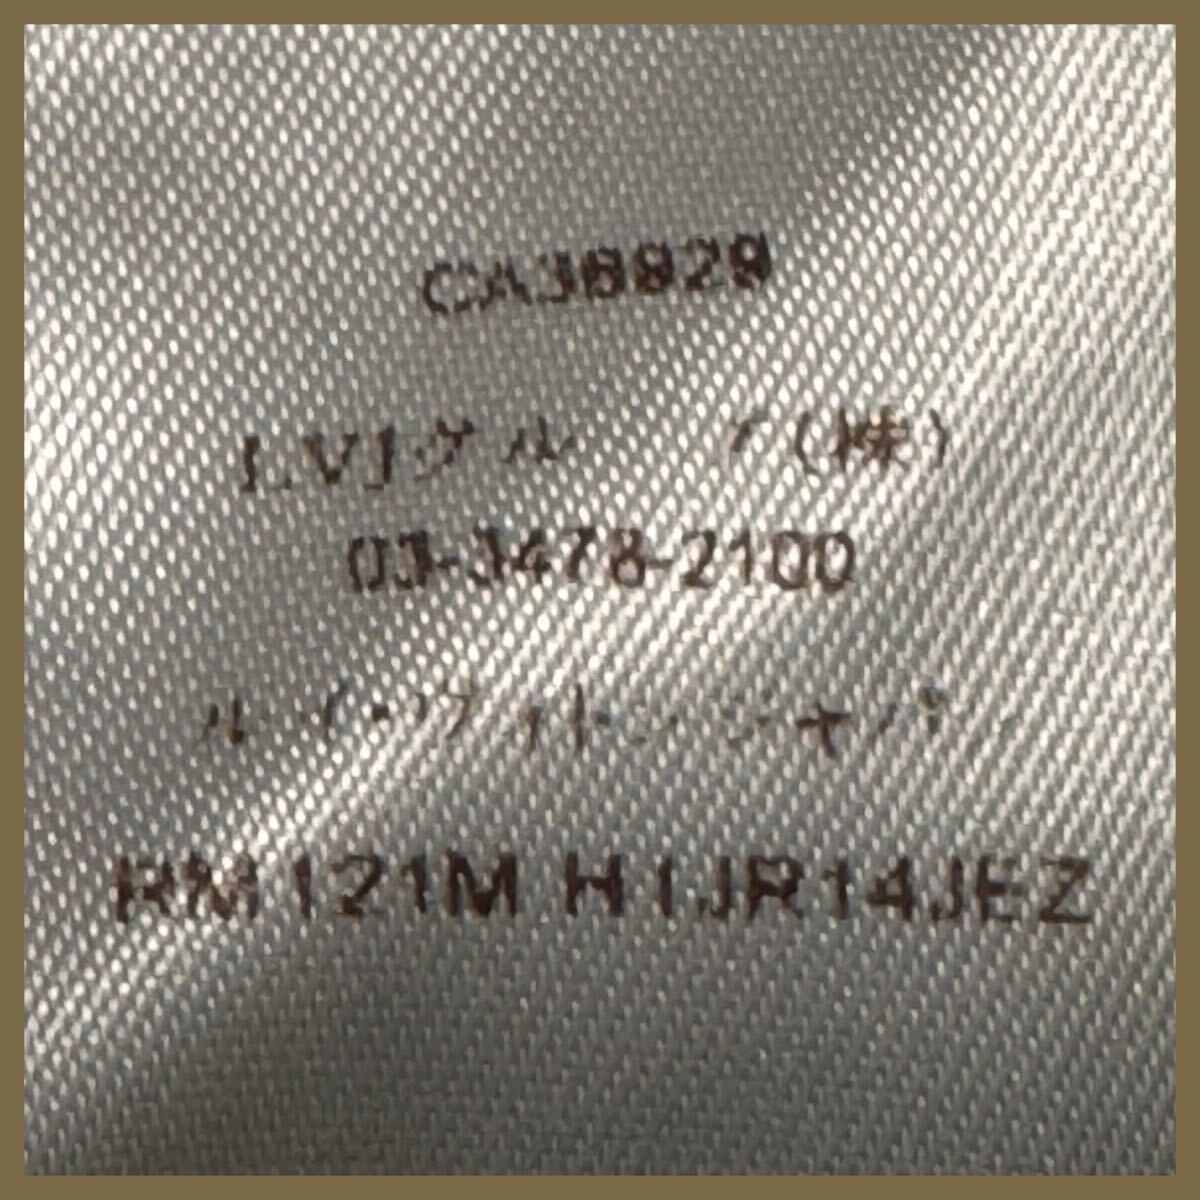 CA36829
LVJグループ(株)
03-3478-2100
ルイ・ヴィトン ジャパン
RM121M H1JR14JEZ